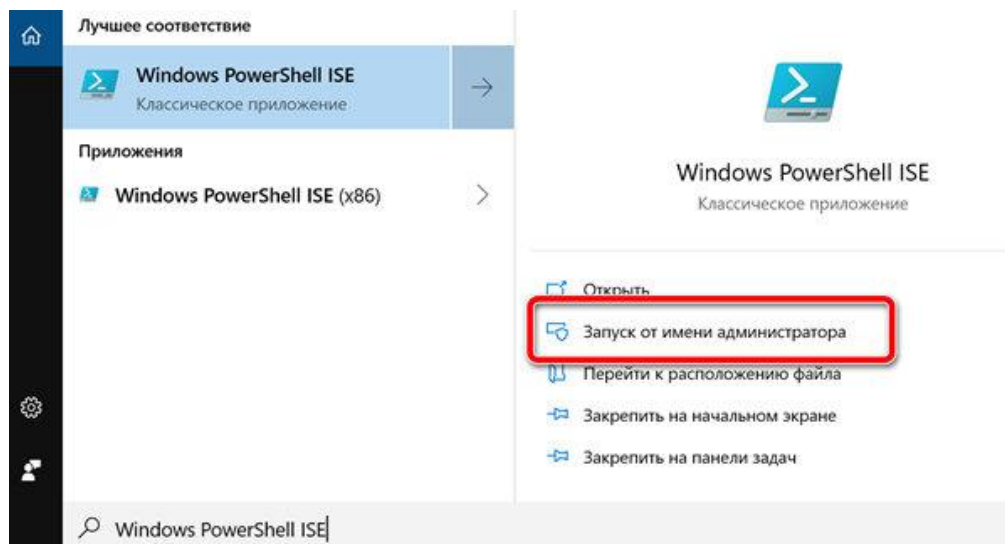 Лучшее соответствие
Windows PowerShell ISE
Классическое приложение
Приложения
Windows PowerShell ISE (x86)
Windows PowerShell ISE
Windows PowerShell ISE
Классическое приложение
Открыть
Запуск от имени администратора
Перейти к расположению файла
Закрепить на начальном экране
Закрепить на панели задач